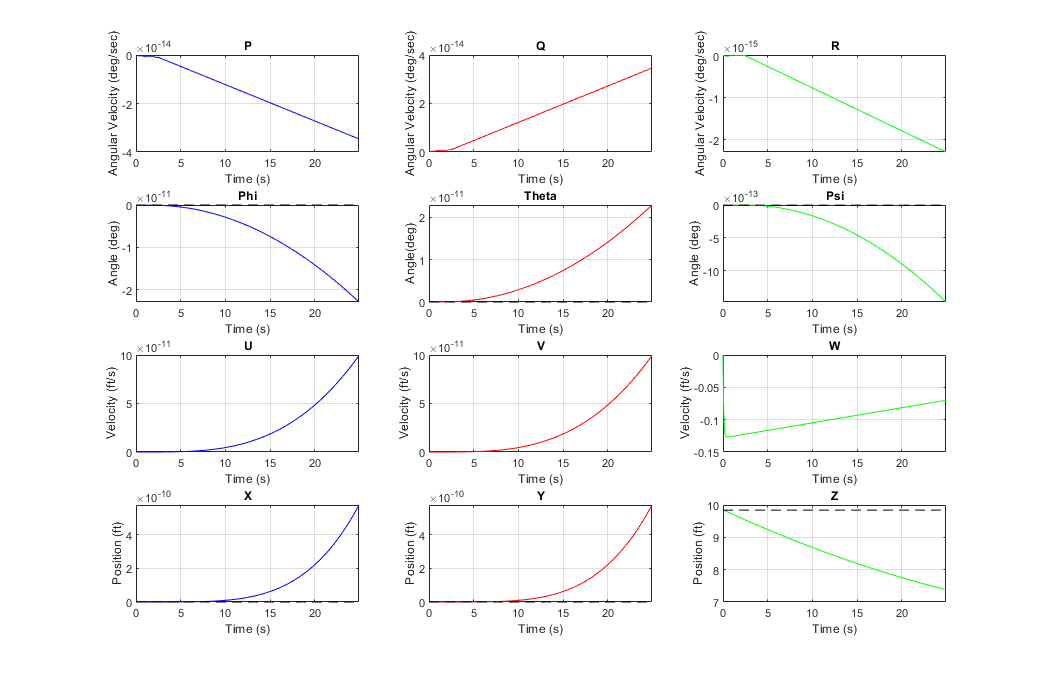 P
×10^-14
Angular Velocity (deg/sec)
0
-2
-4
0 5 10 15 20
Time (s)
Q
×10^-14
Angular Velocity (deg/sec)
4
2
0
0 5 10 15 20
Time (s)
R
×10^-15
Angular Velocity (deg/sec)
0
-1
-2
0 5 10 15 20
Time (s)
Phi
×10^-11
Angle (deg)
0
-1
-2
0 5 10 15 20
Time (s)
Theta
×10^-11
Angle(deg)
2
1
0
0 5 10 15 20
Time (s)
Psi
×10^-13
Angle (deg)
0
-5
-10
0 5 10 15 20
Time (s)
U
×10^-11
Velocity (ft/s)
10
5
0
0 5 10 15 20
Time (s)
V
×10^-11
Velocity (ft/s)
10
5
0
0 5 10 15 20
Time (s)
W
Velocity (ft/s)
0
-0.05
-0.1
-0.15
0 5 10 15 20
Time (s)
X
×10^-10
Position (ft)
4
2
0
0 5 10 15 20
Time (s)
Y
×10^-10
Position (ft)
4
2
0
0 5 10 15 20
Time (s)
Z
Position (ft)
10
9
8
7
0 5 10 15 20
Time (s)